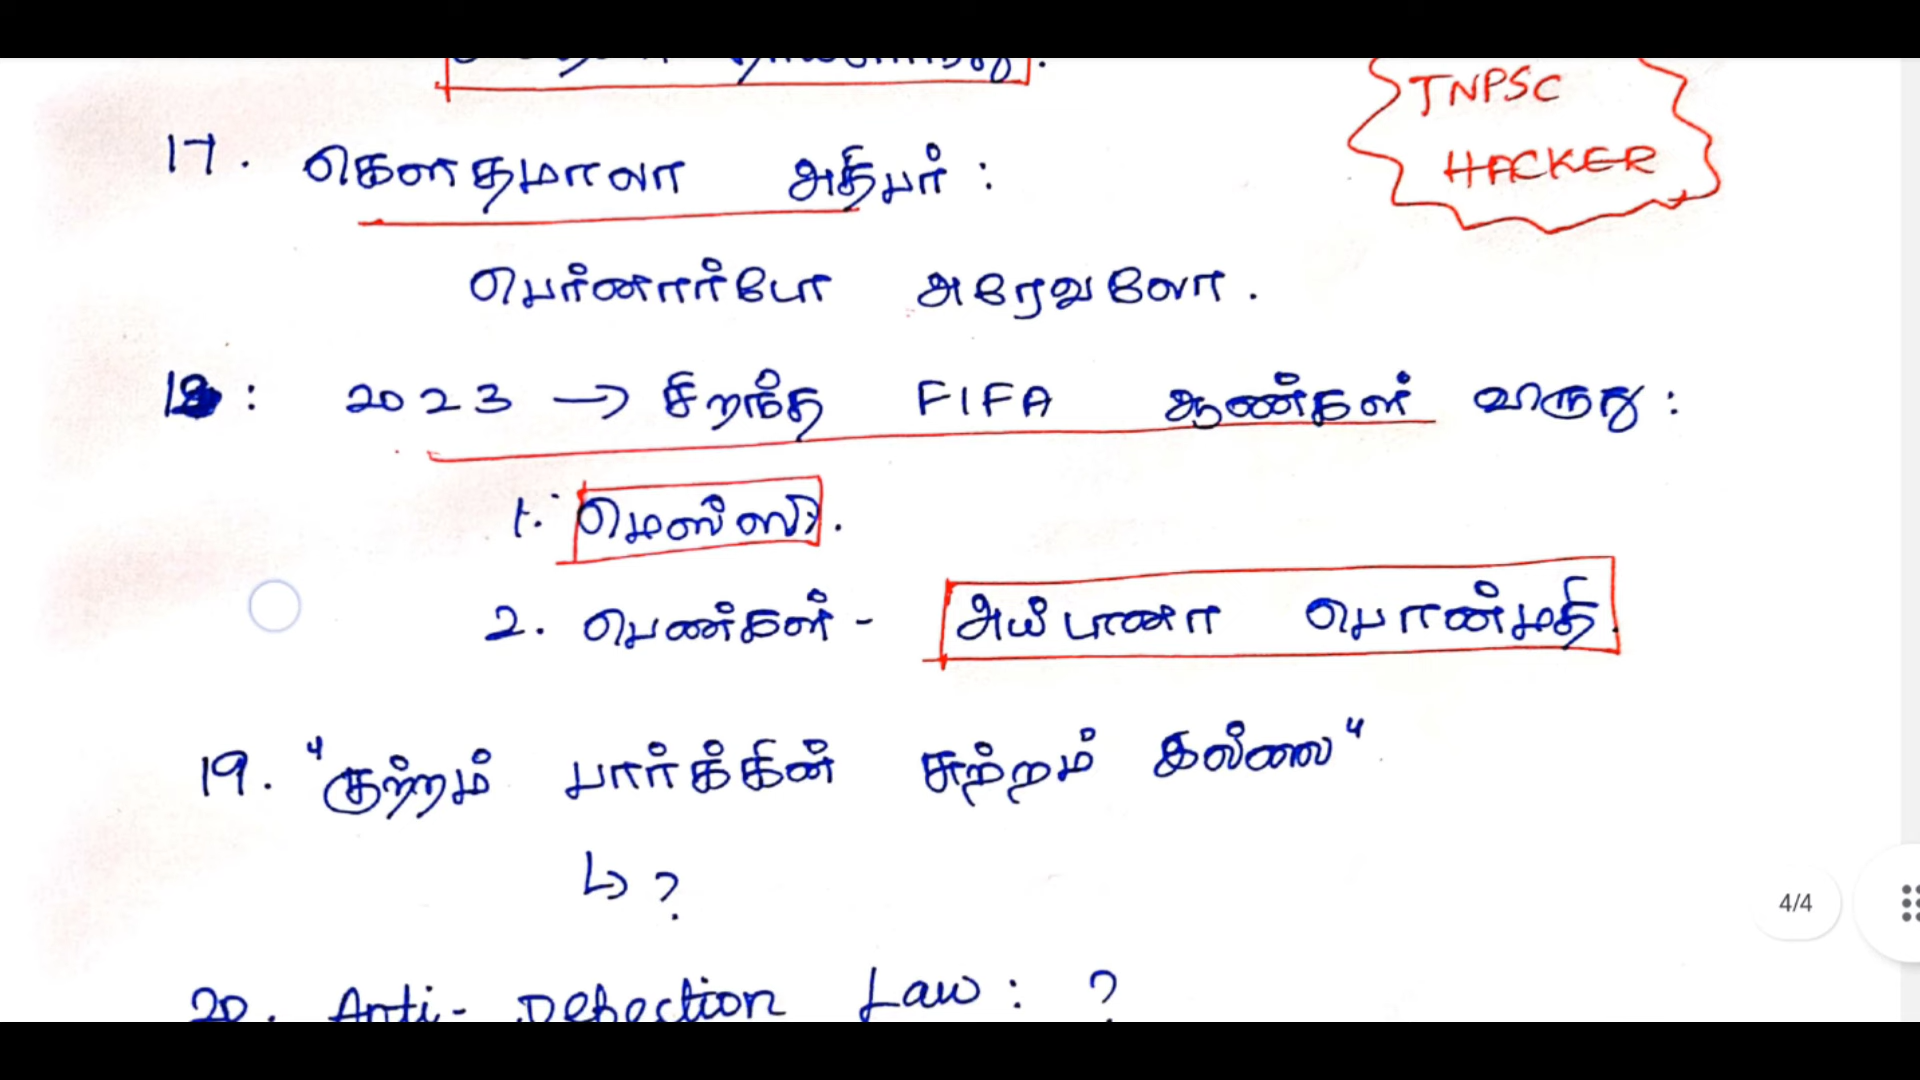 TNPSC
HACKER
17. கௌதமாலா அதிபர் :
பெர்னார்போ அரேவலோ.
18: 2023 → சிறந்த FIFA ஆண்கள் விருது :
1. மெஸ்ஸி.
2. பெண்கள் - அய்டானா பொண்மதி.
19. "குற்றம் பார்க்கின் சுற்றம் இல்லை"
↳ ?
20. Anti- Defection Law : ?
4/4